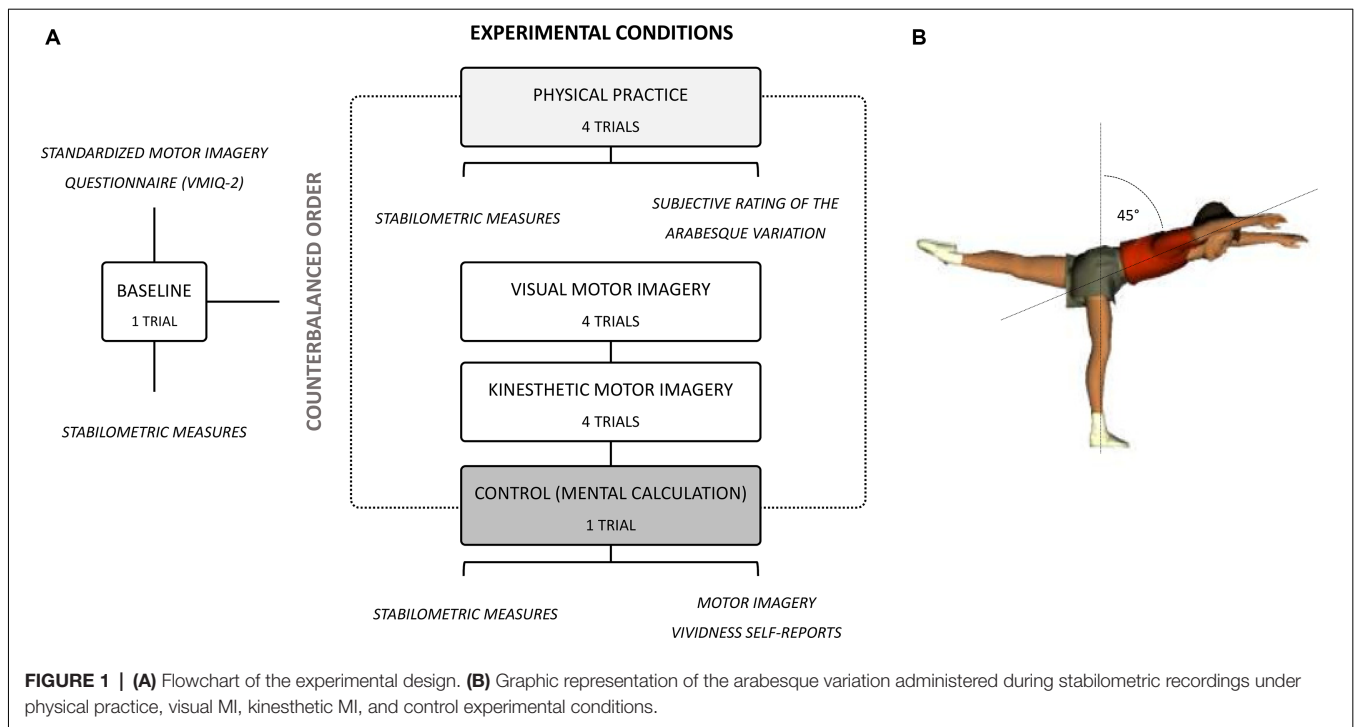 A
EXPERIMENTAL CONDITIONS
B
PHYSICAL PRACTICE
4 TRIALS
STANDARDIZED MOTOR IMAGERY
QUESTIONNAIRE (VMIQ-2)
STABILOMETRIC MEASURES
SUBJECTIVE RATING OF THE
ARABESQUE VARIATION
45°
BASELINE
1 TRIAL
COUNTERBALANCED ORDER
VISUAL MOTOR IMAGERY
4 TRIALS
KINESTHETIC MOTOR IMAGERY
4 TRIALS
STABILOMETRIC MEASURES
CONTROL (MENTAL CALCULATION)
1 TRIAL
STABILOMETRIC MEASURES
MOTOR IMAGERY
VIVIDNESS SELF-REPORTS
FIGURE 1 | (A) Flowchart of the experimental design. (B) Graphic representation of the arabesque variation administered during stabilometric recordings under
physical practice, visual MI, kinesthetic MI, and control experimental conditions.